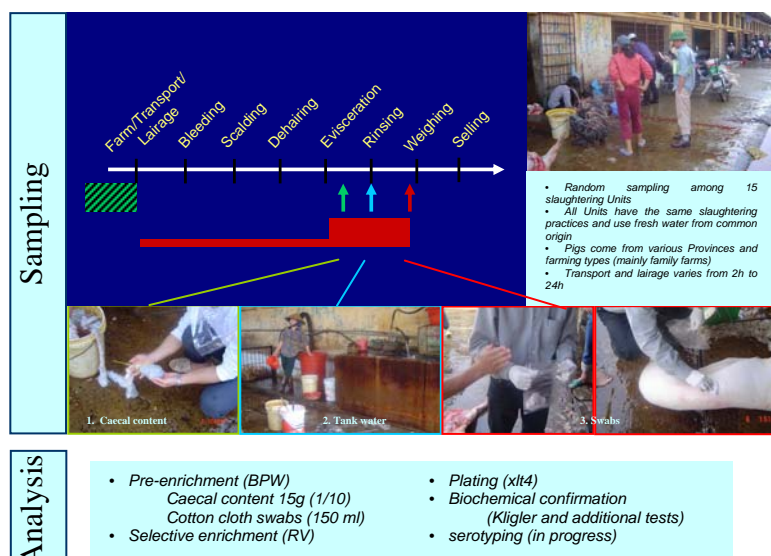 Sampling
Farm/Transport/
Lairage
Bleeding
Scalding
Dehairing
Evisceration
Rinsing
Weighing
Selling
• Random sampling among 15
slaughtering Units
• All Units have the same slaughtering
practices and use fresh water from common
origin
• Pigs come from various Provinces and
farming types (mainly family farms)
• Transport and lairage varies from 2h to
24h
1. Caecal content
2. Tank water
3. Swabs
Analysis
• Pre-enrichment (BPW)
Caecal content 15g (1/10)
Cotton cloth swabs (150 ml)
• Selective enrichment (RV)
• Plating (xlt4)
• Biochemical confirmation
(Kligler and additional tests)
• serotyping (in progress)